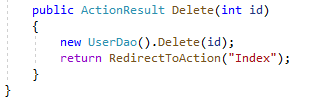 public ActionResult Delete(int id)
{
new UserDao().Delete(id);
return RedirectToAction("Index");
}
}